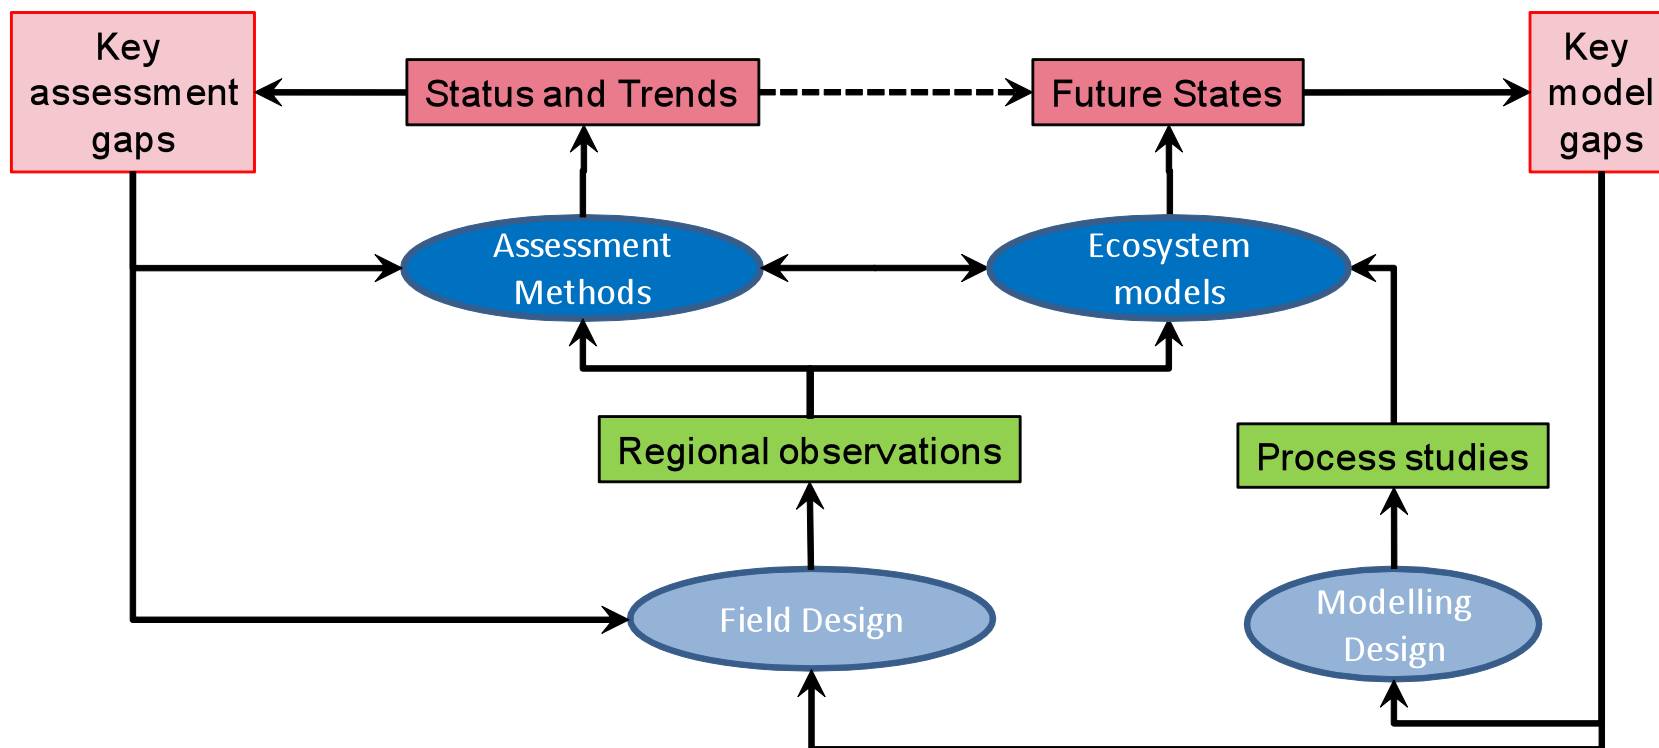 Key
assessment
gaps
Status and Trends
Future States
Key
model
gaps
Assessment
Methods
Ecosystem
models
Regional observations
Process studies
Field Design
Modelling
Design